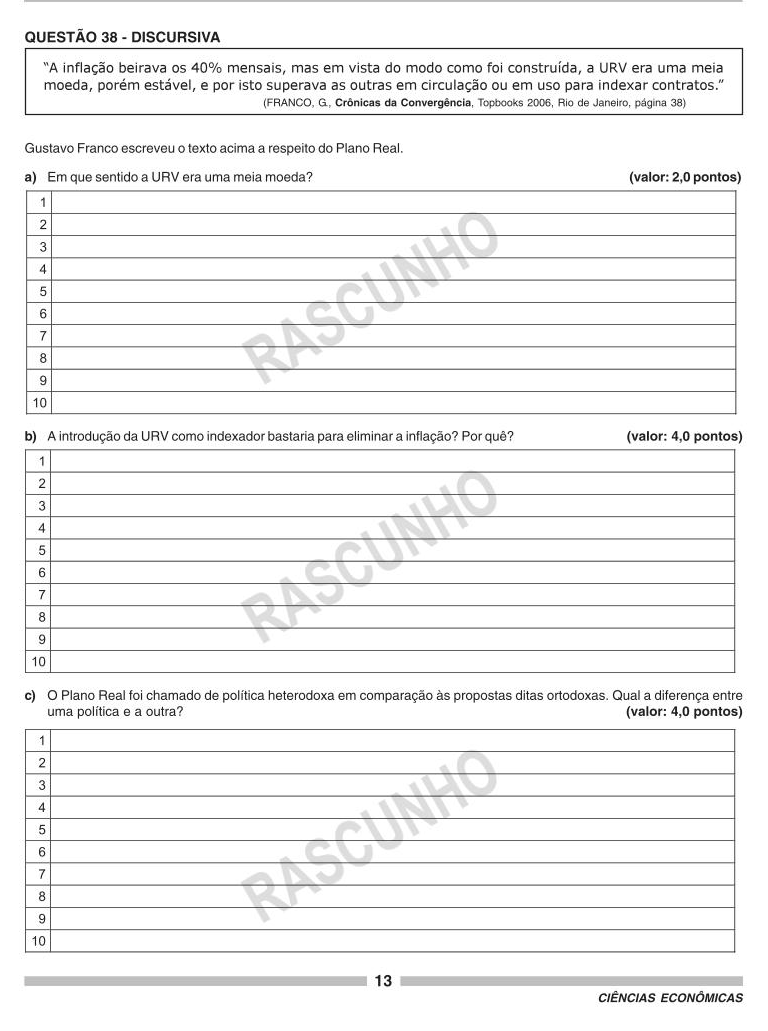 QUESTÃO 38 - DISCURSIVA
“A inflação beirava os 40% mensais, mas em vista do modo como foi construída, a URV era uma meia
moeda, porém estável, e por isto superava as outras em circulação ou em uso para indexar contratos.”
(FRANCO, G., Crônicas da Convergência, Topbooks 2006, Rio de Janeiro, página 38)
Gustavo Franco escreveu o texto acima a respeito do Plano Real.
a) Em que sentido a URV era uma meia moeda? (valor: 2,0 pontos)
1
2
3
4
5
6
7
8
9
10
RASCUNHO
b) A introdução da URV como indexador bastaria para eliminar a inflação? Por quê? (valor: 4,0 pontos)
1
2
3
4
5
6
7
8
9
10
RASCUNHO
c) O Plano Real foi chamado de política heterodoxa em comparação às propostas ditas ortodoxas. Qual a diferença entre
uma política e a outra? (valor: 4,0 pontos)
1
2
3
4
5
6
7
8
9
10
RASCUNHO
13
CIÊNCIAS ECONÔMICAS